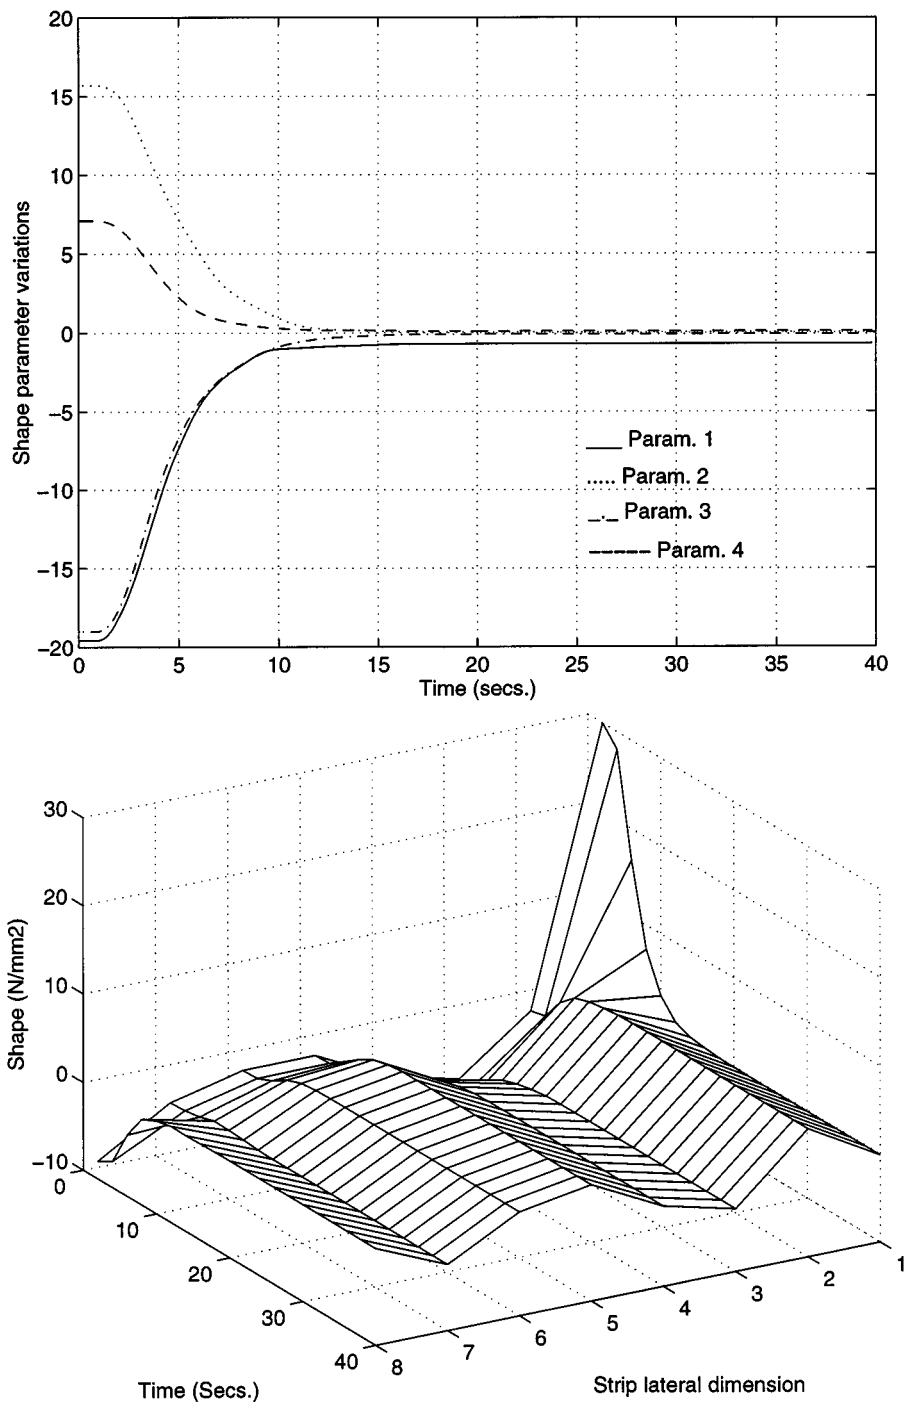 20
15
10
5
0
−5
−10
−15
−20
Shape parameter variations
Param. 1
Param. 2
Param. 3
Param. 4
0 5 10 15 20 25 30 35 40
Time (secs.)
30
20
10
0
−10
Shape (N/mm2)
0
10
20
30
40
8 7 6 5 4 3 2 1
Time (Secs.)
Strip lateral dimension